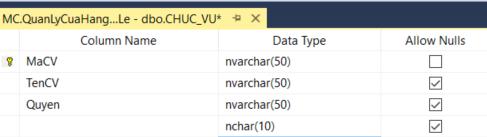 MC.QuanLyCuaHang...Le - dbo.CHUC_VU*
Column Name Data Type Allow Nulls
MaCV nvarchar(50)
TenCV nvarchar(50)
Quyen nvarchar(50)
nchar(10)